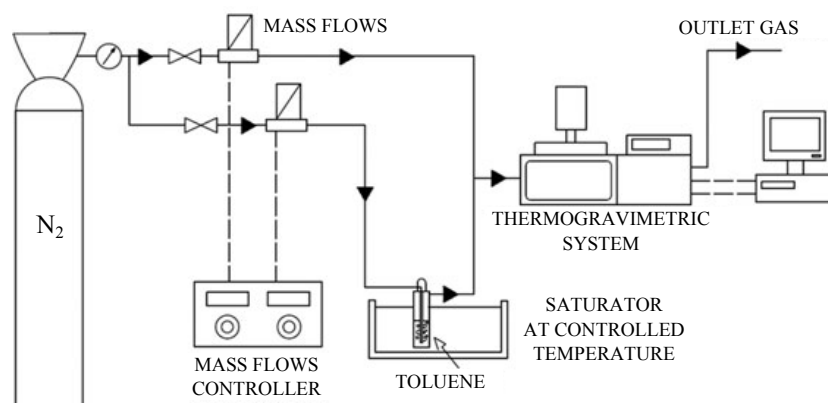 MASS FLOWS
OUTLET GAS
N₂
THERMOGRAVIMETRIC
SYSTEM
MASS FLOWS
CONTROLLER
TOLUENE
SATURATOR
AT CONTROLLED
TEMPERATURE